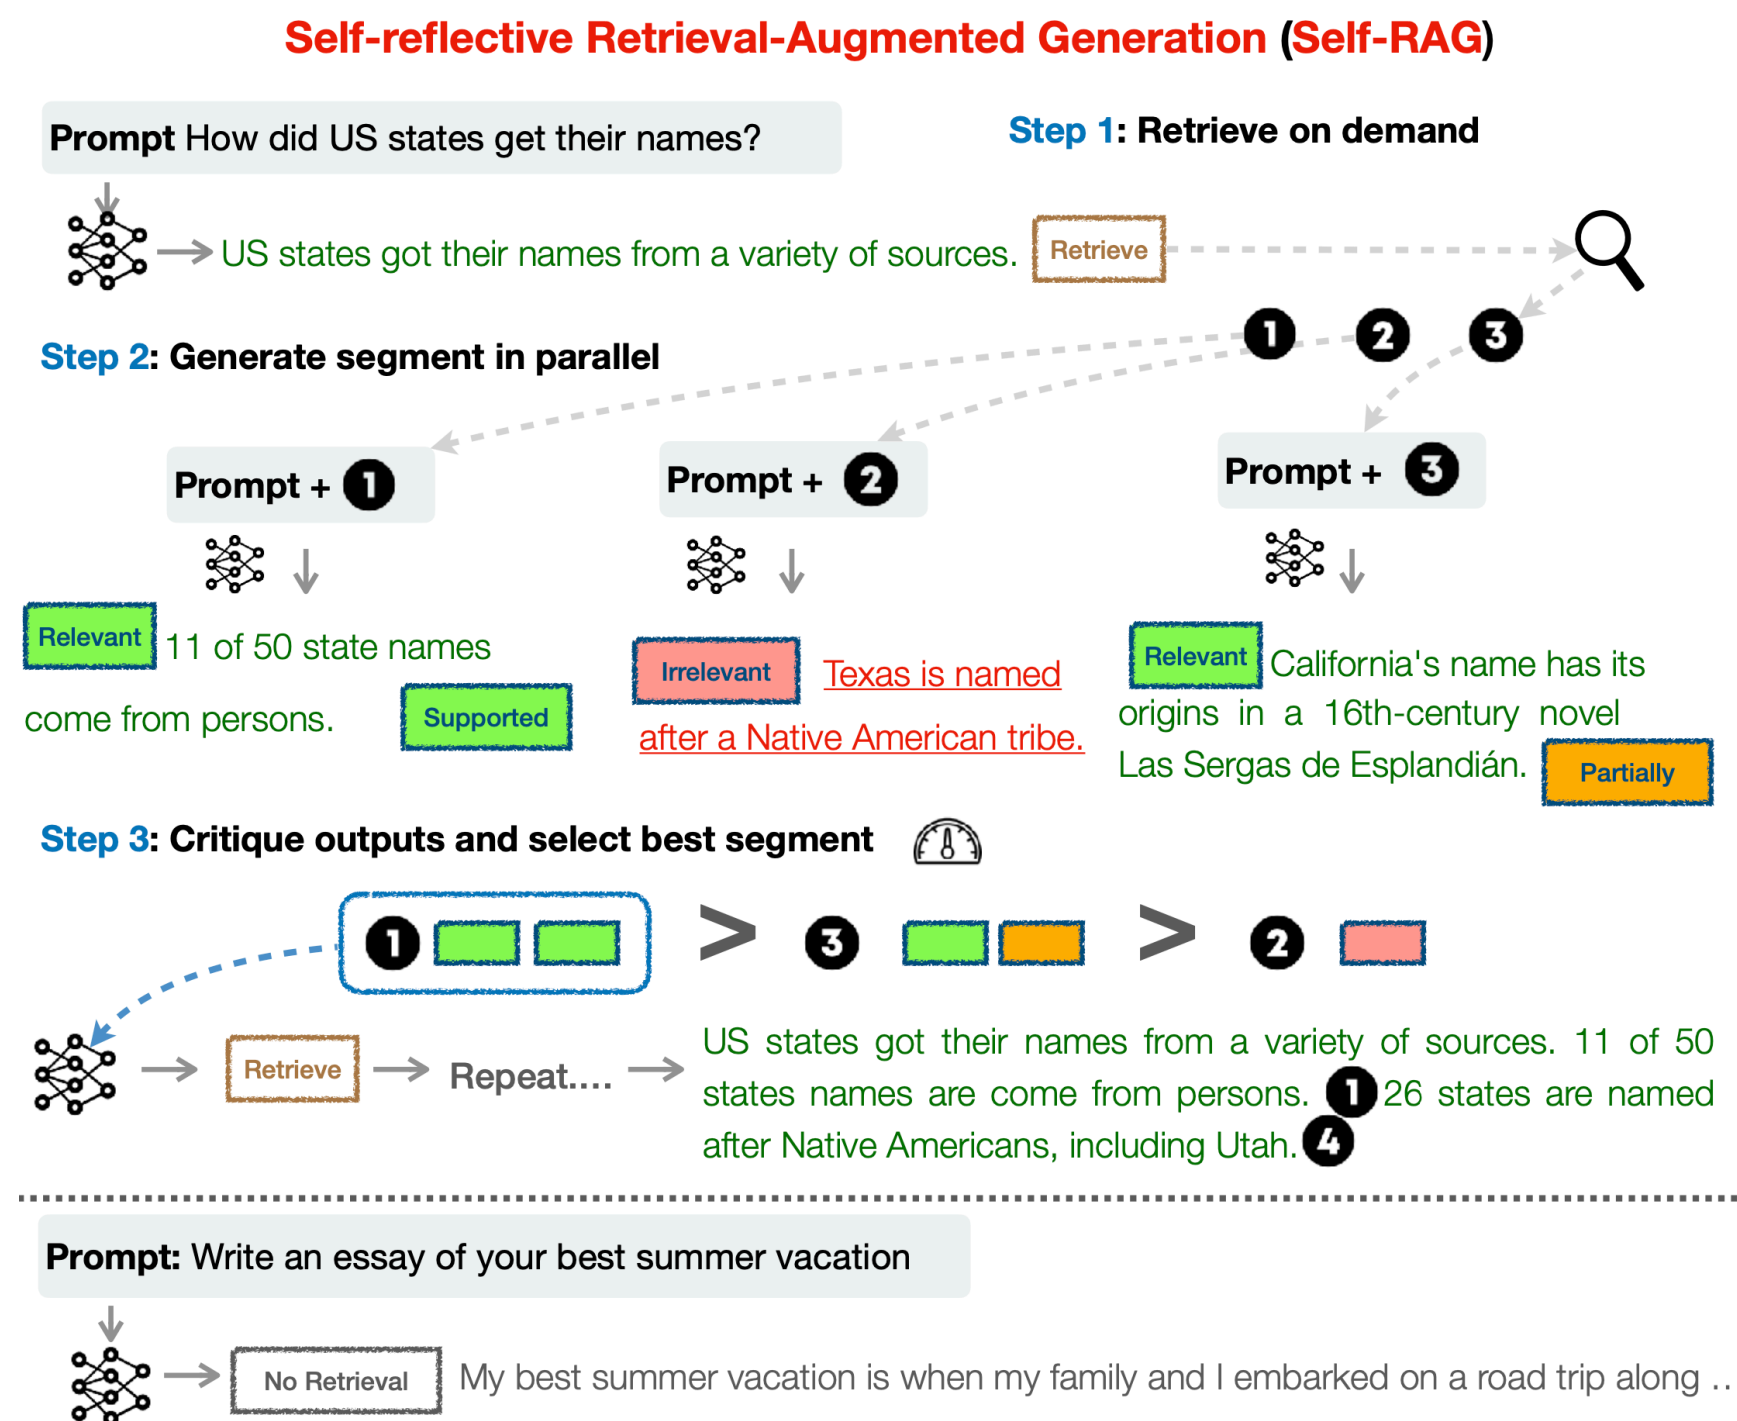 Self-reflective Retrieval-Augmented Generation (Self-RAG)
Prompt How did US states get their names?
Step 1: Retrieve on demand
US states got their names from a variety of sources. Retrieve
1 2 3
Step 2: Generate segment in parallel
Prompt + 1
Prompt + 2
Prompt + 3
Relevant 11 of 50 state names
come from persons. Supported
Irrelevant Texas is named
after a Native American tribe.
Relevant California's name has its
origins in a 16th-century novel
Las Sergas de Esplandián. Partially
Step 3: Critique outputs and select best segment
1 > 3 > 2
Retrieve Repeat....
US states got their names from a variety of sources. 11 of 50
states names are come from persons. 1 26 states are named
after Native Americans, including Utah. 4
Prompt: Write an essay of your best summer vacation
No Retrieval My best summer vacation is when my family and I embarked on a road trip along ..